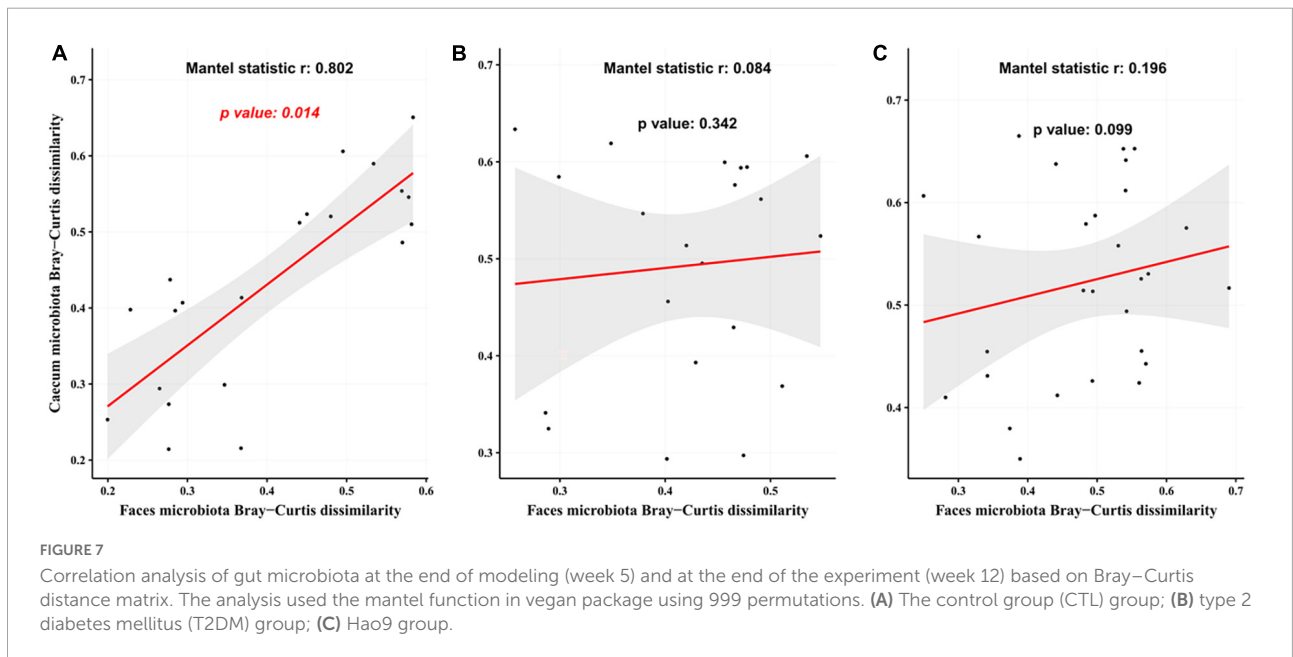 A
Mantel statistic r: 0.802
p value: 0.014
Caecum microbiota Bray−Curtis dissimilarity
0.7
0.6
0.5
0.4
0.3
0.2
0.2 0.3 0.4 0.5 0.6
Faces microbiota Bray−Curtis dissimilarity
B
Mantel statistic r: 0.084
p value: 0.342
0.7
0.6
0.5
0.4
0.3
0.3 0.4 0.5
Faces microbiota Bray−Curtis dissimilarity
C
Mantel statistic r: 0.196
p value: 0.099
0.7
0.6
0.5
0.4
0.3 0.4 0.5 0.6 0.7
Faces microbiota Bray−Curtis dissimilarity
FIGURE 7
Correlation analysis of gut microbiota at the end of modeling (week 5) and at the end of the experiment (week 12) based on Bray–Curtis
distance matrix. The analysis used the mantel function in vegan package using 999 permutations. (A) The control group (CTL) group; (B) type 2
diabetes mellitus (T2DM) group; (C) Hao9 group.